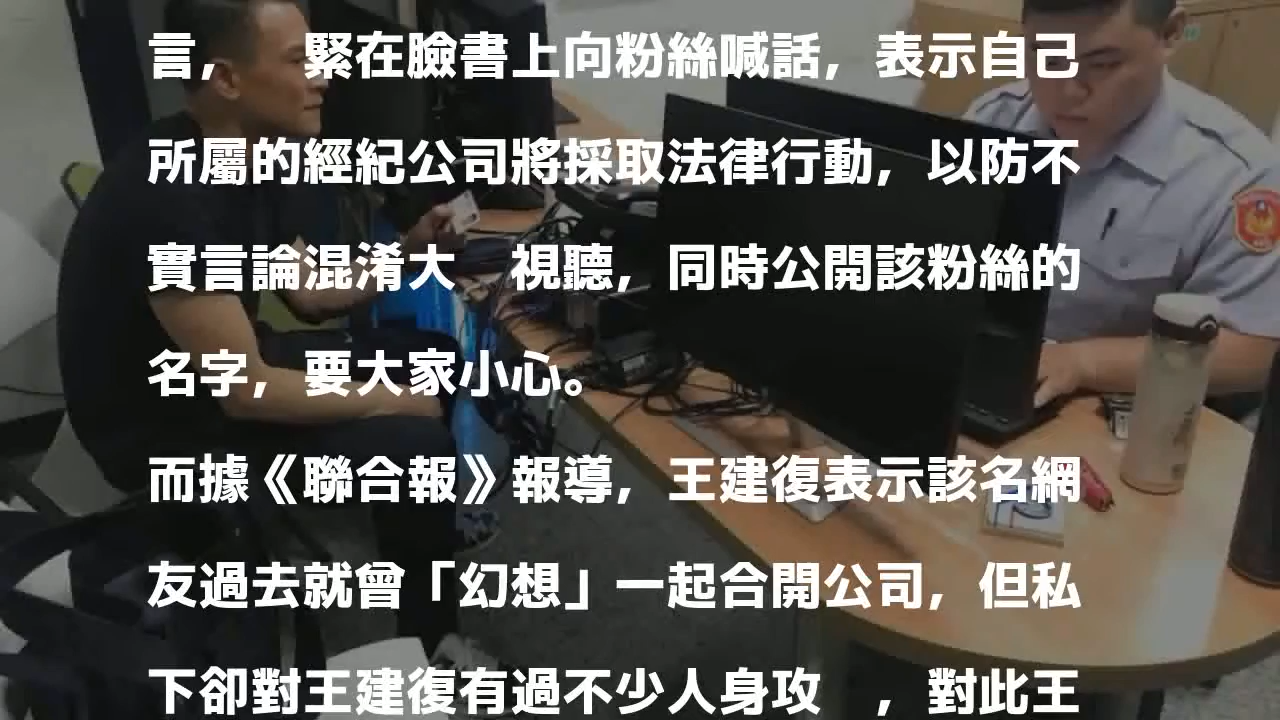 言， 緊在臉書上向粉絲喊話，表示自己
所屬的經紀公司將採取法律行動，以防不
實言論混淆大 視聽，同時公開該粉絲的
名字，要大家小心。
而據《聯合報》報導，王建復表示該名網
友過去就曾「幻想」一起合開公司，但私
下卻對王建復有過不少人身攻 ，對此王